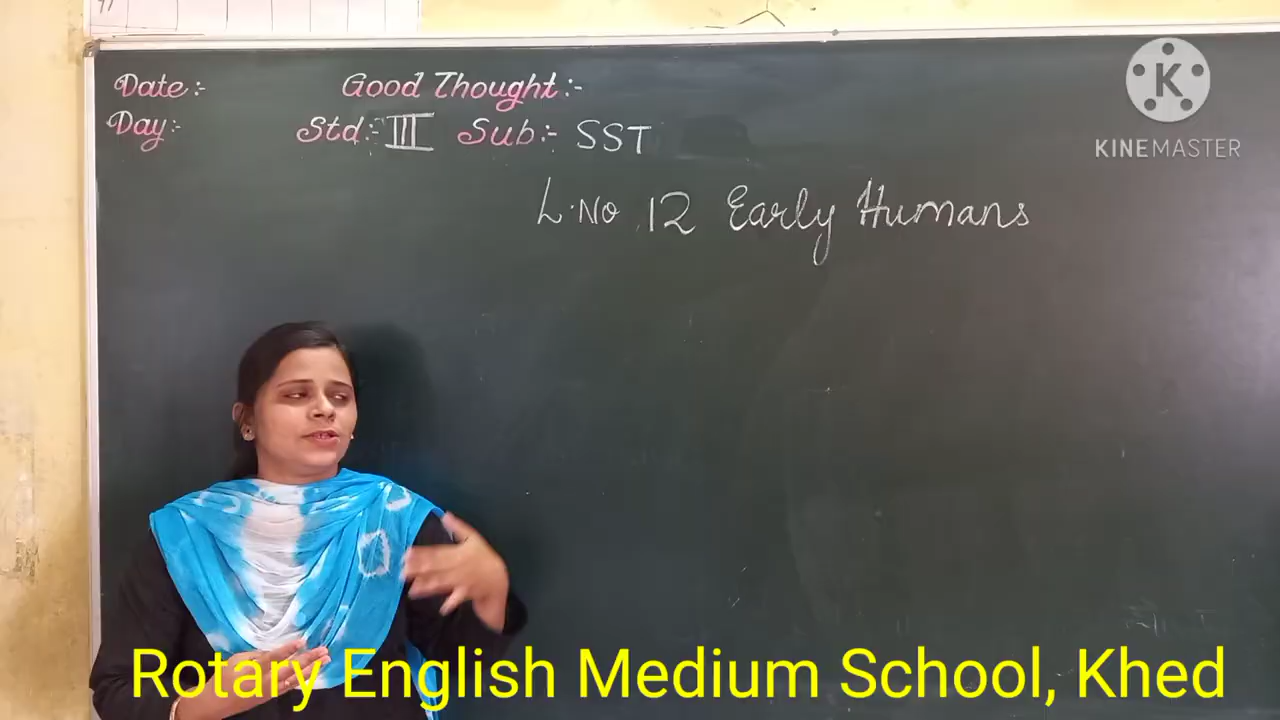 Date:-
Good Thought:-
Day:-
Std:- III Sub:- SST
L.No 12 Early Humans
K
KINEMASTER
Rotary English Medium School, Khed